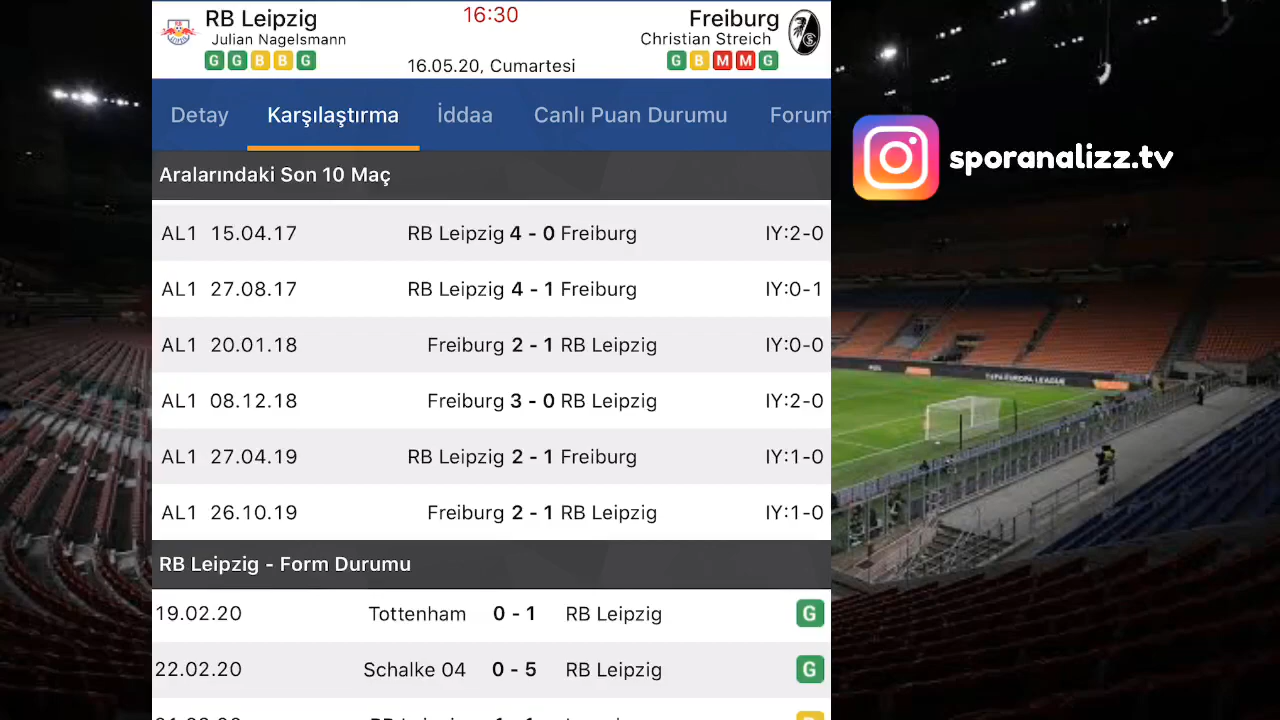 RB Leipzig
Julian Nagelsmann
G G B B G
16:30
16.05.20, Cumartesi
Freiburg
Christian Streich
G B M M G
Detay Karşılaştırma İddaa Canlı Puan Durumu Forum
Aralarındaki Son 10 Maç
AL1 15.04.17 RB Leipzig 4 - 0 Freiburg IY:2-0
AL1 27.08.17 RB Leipzig 4 - 1 Freiburg IY:0-1
AL1 20.01.18 Freiburg 2 - 1 RB Leipzig IY:0-0
AL1 08.12.18 Freiburg 3 - 0 RB Leipzig IY:2-0
AL1 27.04.19 RB Leipzig 2 - 1 Freiburg IY:1-0
AL1 26.10.19 Freiburg 2 - 1 RB Leipzig IY:1-0
RB Leipzig - Form Durumu
19.02.20 Tottenham 0 - 1 RB Leipzig G
22.02.20 Schalke 04 0 - 5 RB Leipzig G
sporanalizz.tv